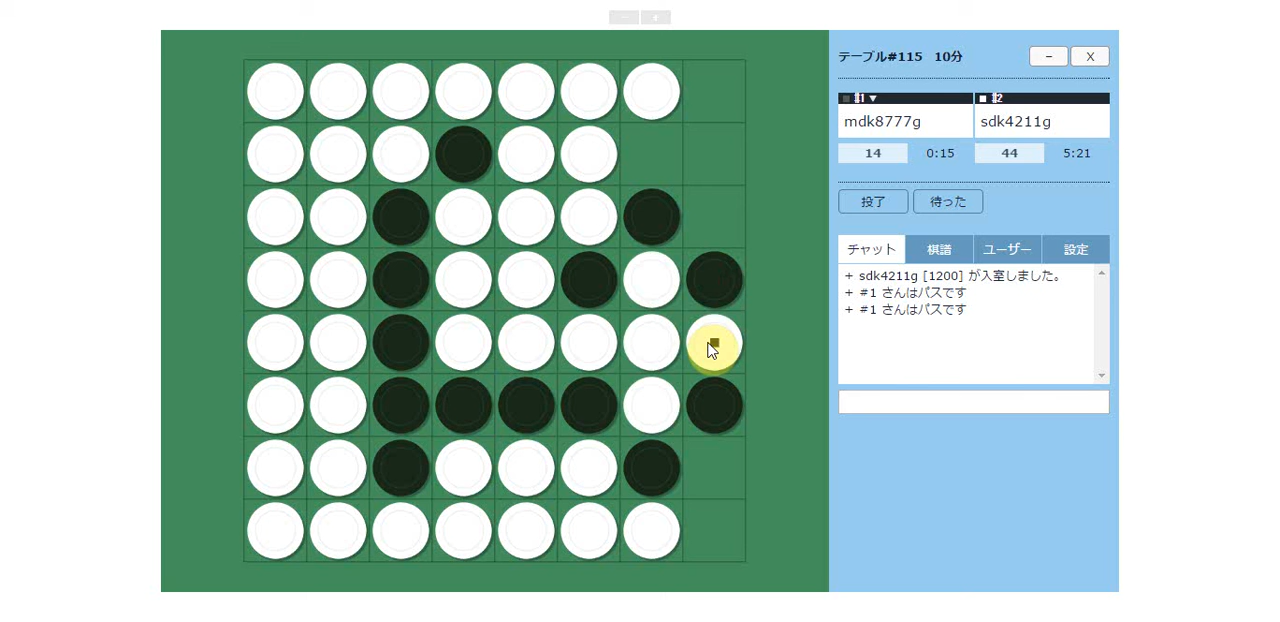 テーブル#115 10分
− X
#1 ▼ #2
mdk8777g sdk4211g
14 0:15 44 5:21
投了 待った
チャット 棋譜 ユーザー 設定
+ sdk4211g [1200] が入室しました。
+ #1 さんはパスです
+ #1 さんはパスです